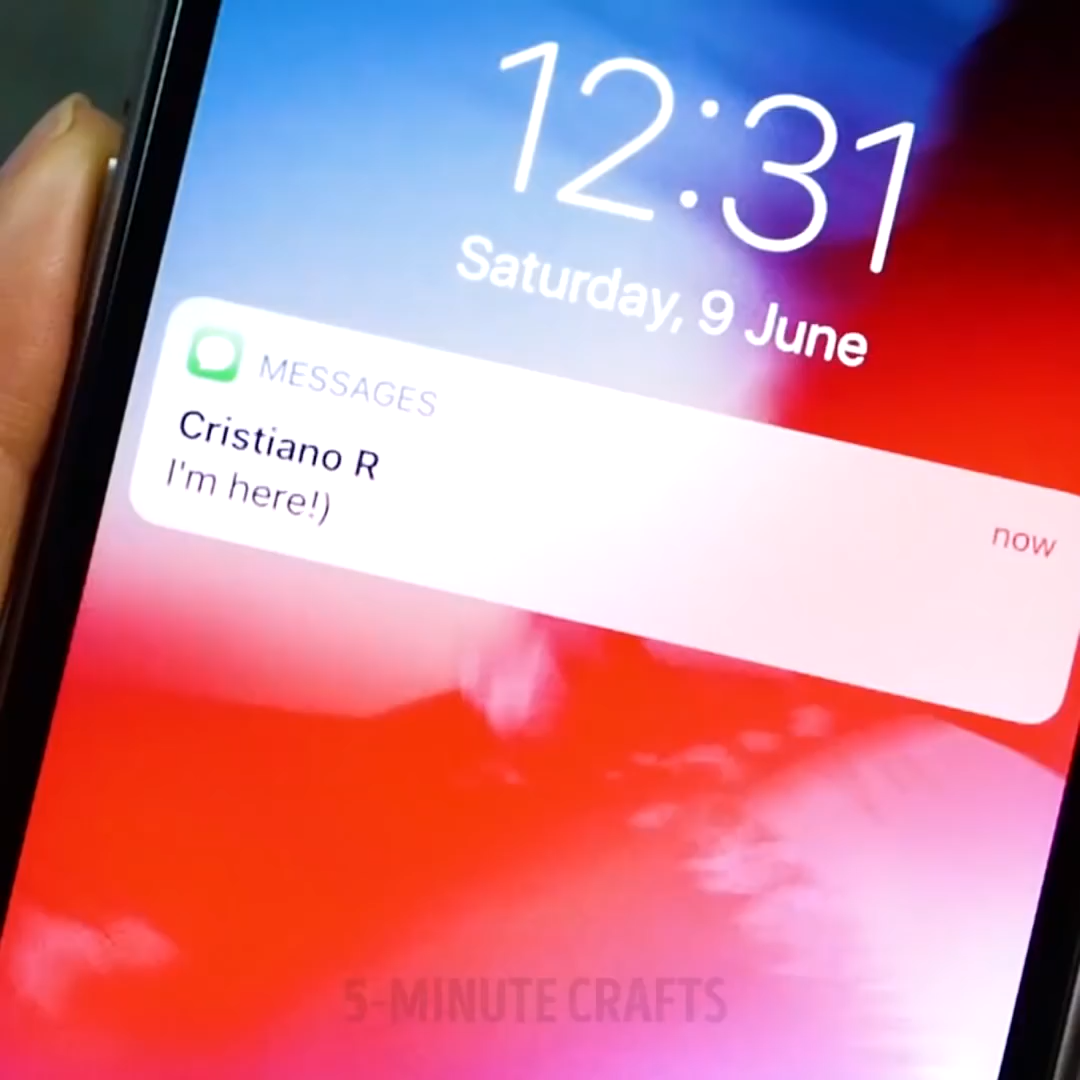 12:31
Saturday, 9 June
MESSAGES
Cristiano R
I'm here!)
now
5-MINUTE CRAFTS